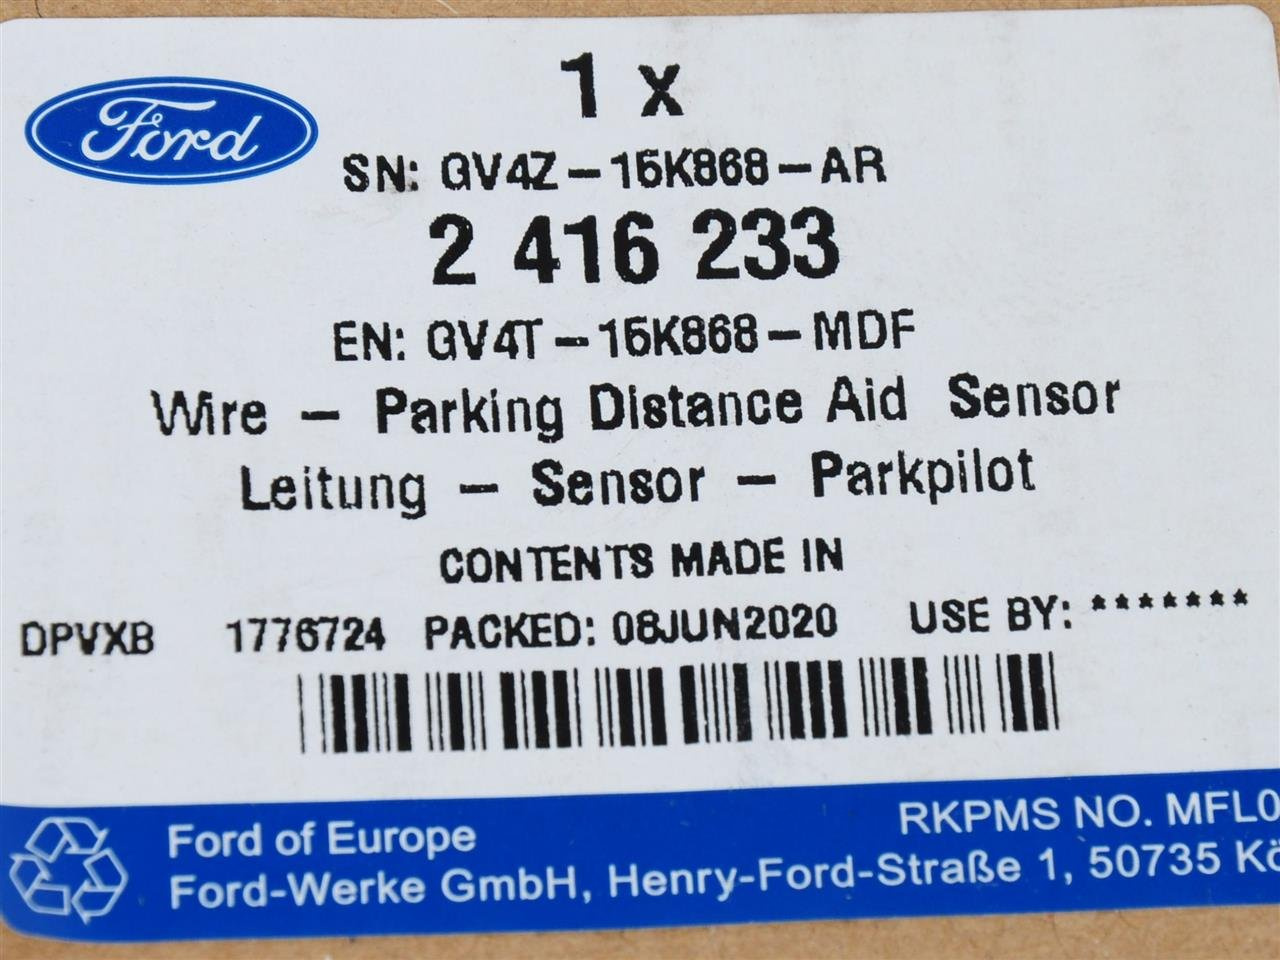 Ford
1 x
SN: GV4Z-15K868-AR
2 416 233
EN: GV4T-15K868-MDF
Wire - Parking Distance Aid Sensor
Leitung - Sensor - Parkpilot
CONTENTS MADE IN
DPVXB 1776724 PACKED: 08JUN2020 USE BY: *******
Ford of Europe RKPMS NO. MFL0
Ford-Werke GmbH, Henry-Ford-Straße 1, 50735 Kö